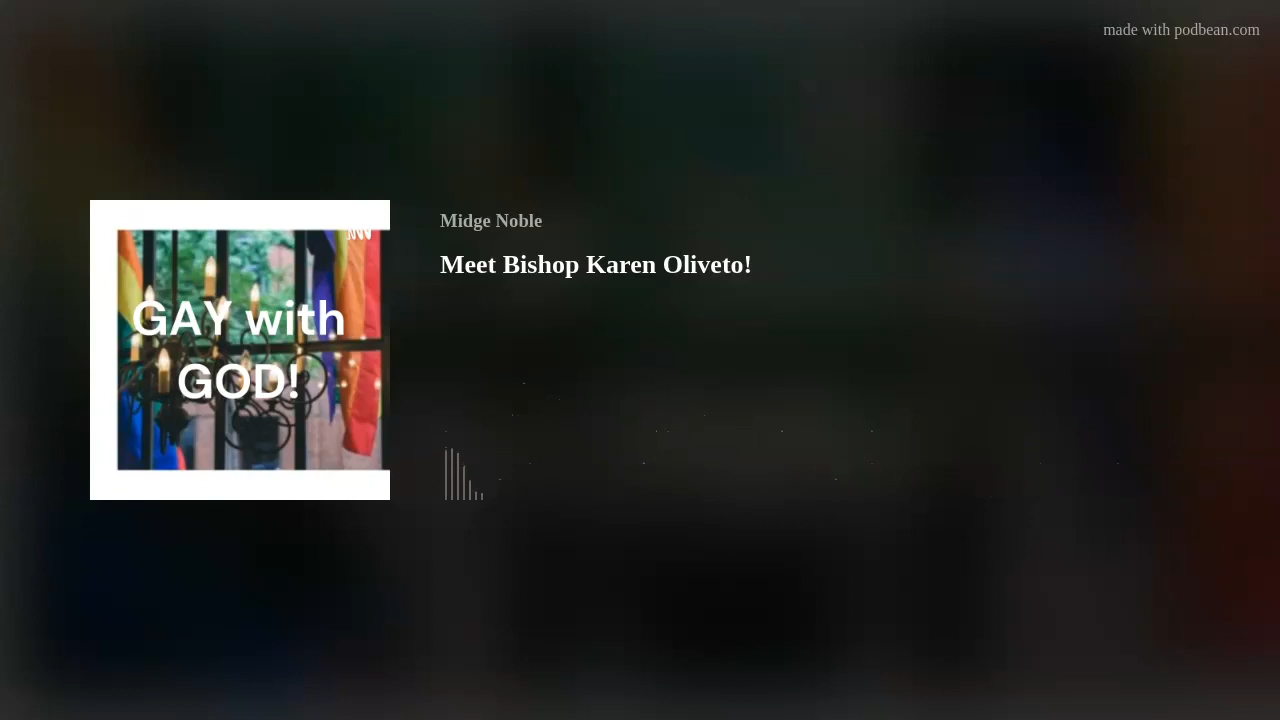 made with podbean.com
Midge Noble
Meet Bishop Karen Oliveto!
GAY with
GOD!